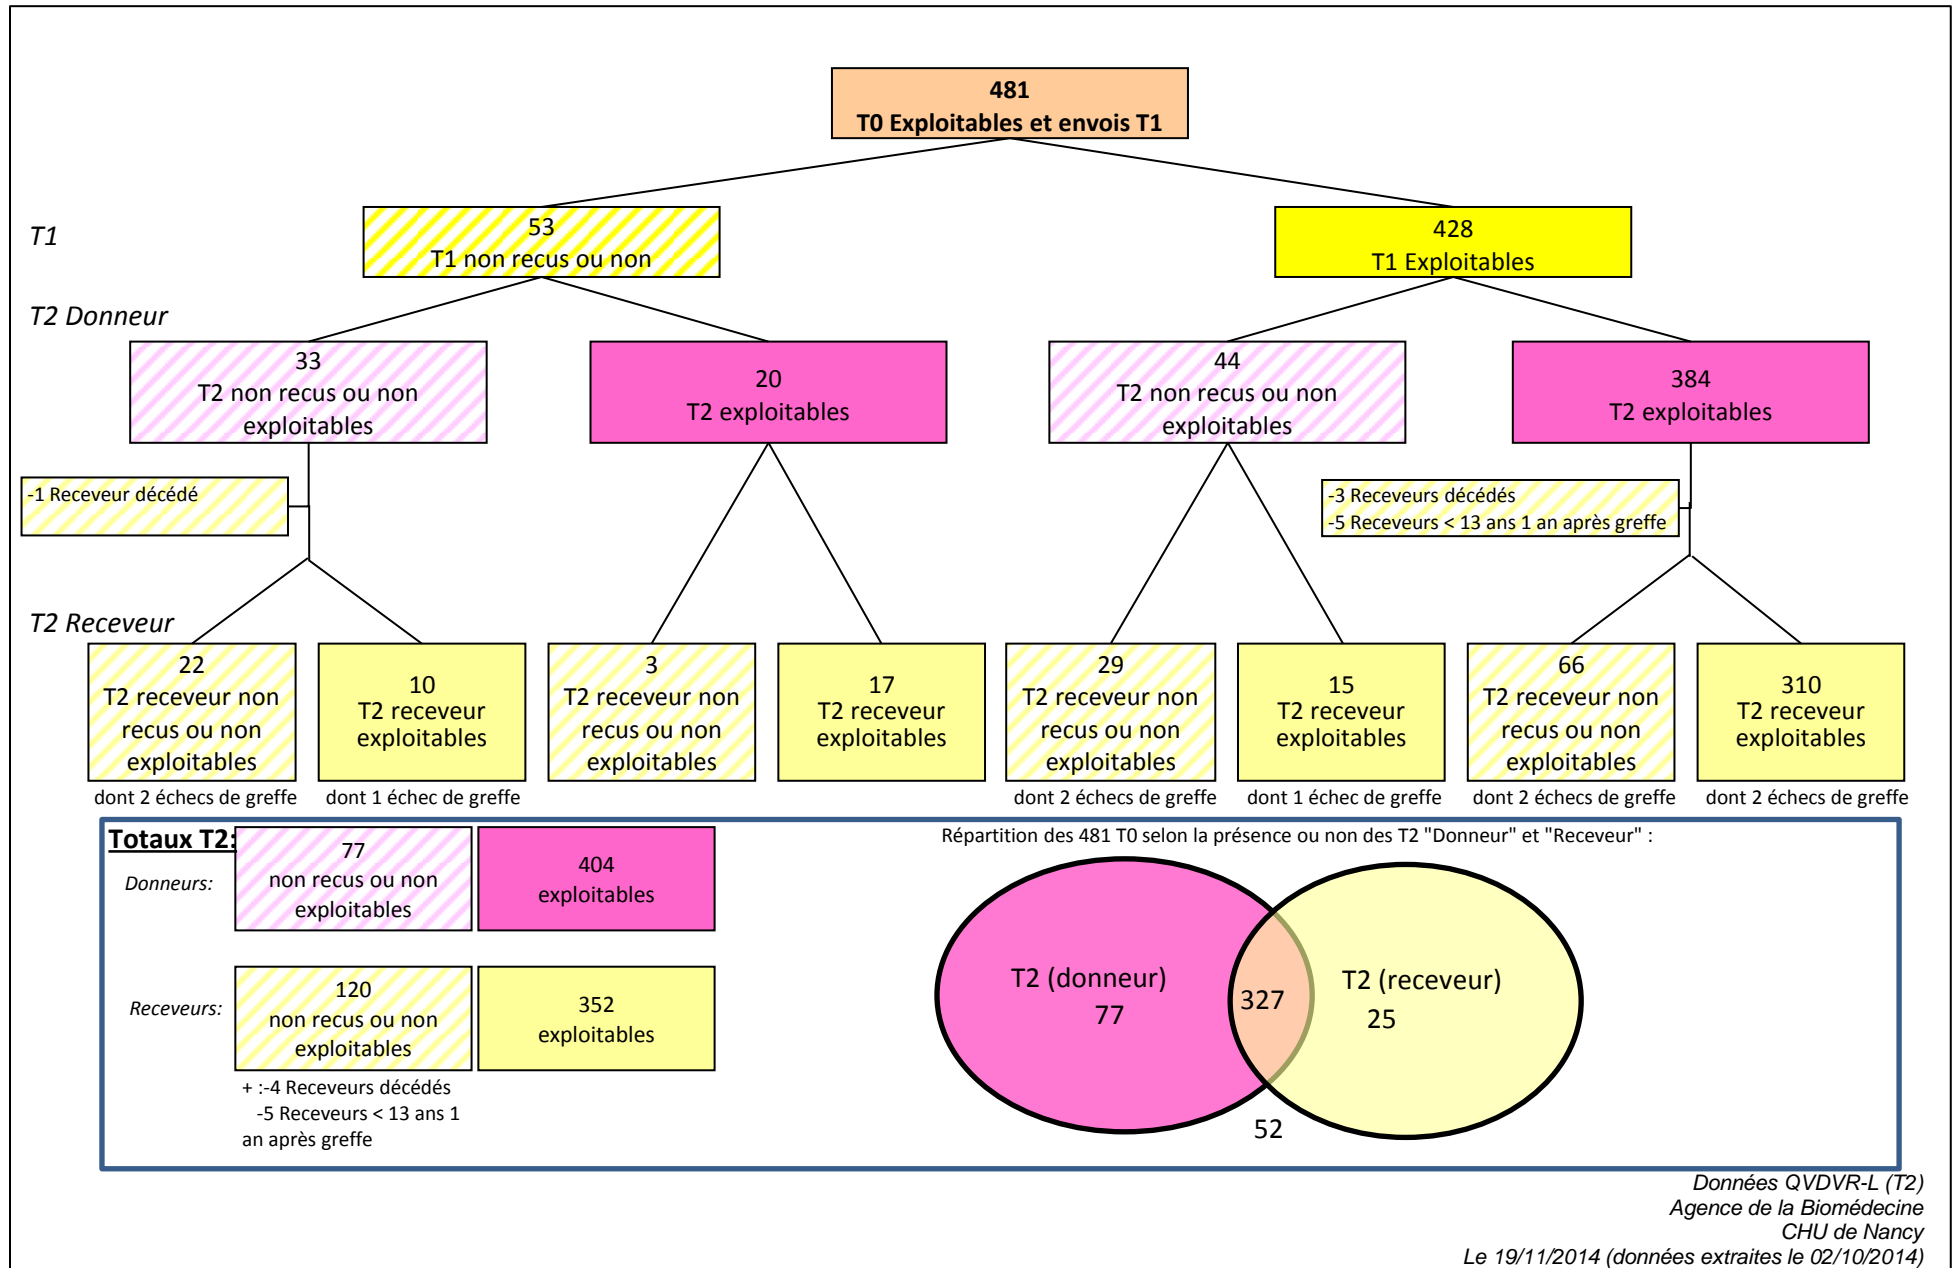 481
T0 Exploitables et envois T1
T1
53
T1 non recus ou non
428
T1 Exploitables
T2 Donneur
33
T2 non recus ou non
exploitables
20
T2 exploitables
44
T2 non recus ou non
exploitables
384
T2 exploitables
-1 Receveur décédé
-3 Receveurs décédés
-5 Receveurs < 13 ans 1 an après greffe
T2 Receveur
22
T2 receveur non
recus ou non
exploitables
10
T2 receveur
exploitables
3
T2 receveur non
recus ou non
exploitables
17
T2 receveur
exploitables
29
T2 receveur non
recus ou non
exploitables
15
T2 receveur
exploitables
66
T2 receveur non
recus ou non
exploitables
310
T2 receveur
exploitables
dont 2 échecs de greffe
dont 1 échec de greffe
dont 2 échecs de greffe
dont 1 échec de greffe
dont 2 échecs de greffe
dont 2 échecs de greffe
Totaux T2:
Donneurs:
77
non recus ou non
exploitables
404
exploitables
Receveurs:
120
non recus ou non
exploitables
352
exploitables
+ :-4 Receveurs décédés
-5 Receveurs < 13 ans 1
an après greffe
Répartition des 481 T0 selon la présence ou non des T2 "Donneur" et "Receveur" :
T2 (donneur)
77
327
T2 (receveur)
25
52
Données QVDVR-L (T2)
Agence de la Biomédecine
CHU de Nancy
Le 19/11/2014 (données extraites le 02/10/2014)